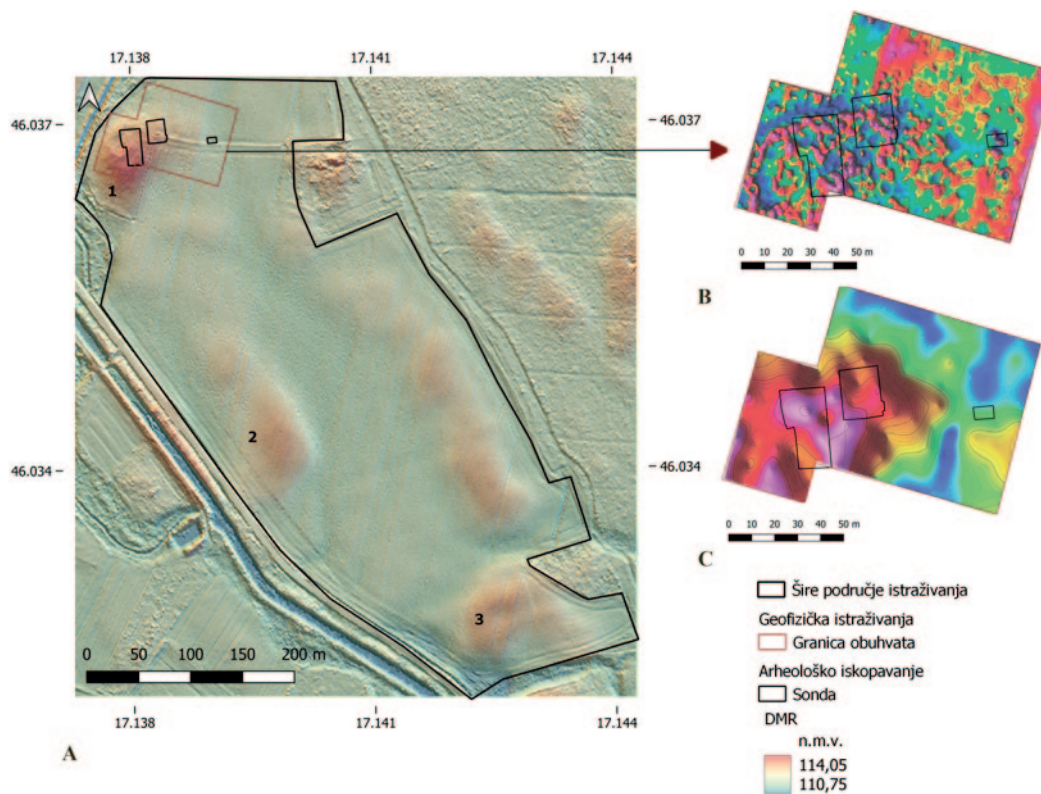 17.138 17.141 17.144
46.037 46.037
1
2
46.034 46.034
3
0 50 100 150 200 m
17.138 17.141 17.144
A
0 10 20 30 40 50 m
B
0 10 20 30 40 50 m
C
Šire područje istraživanja
Geofizička istraživanja
Granica obuhvata
Arheološko iskopavanje
Sonda
DMR
n.m.v.
114,05
110,75